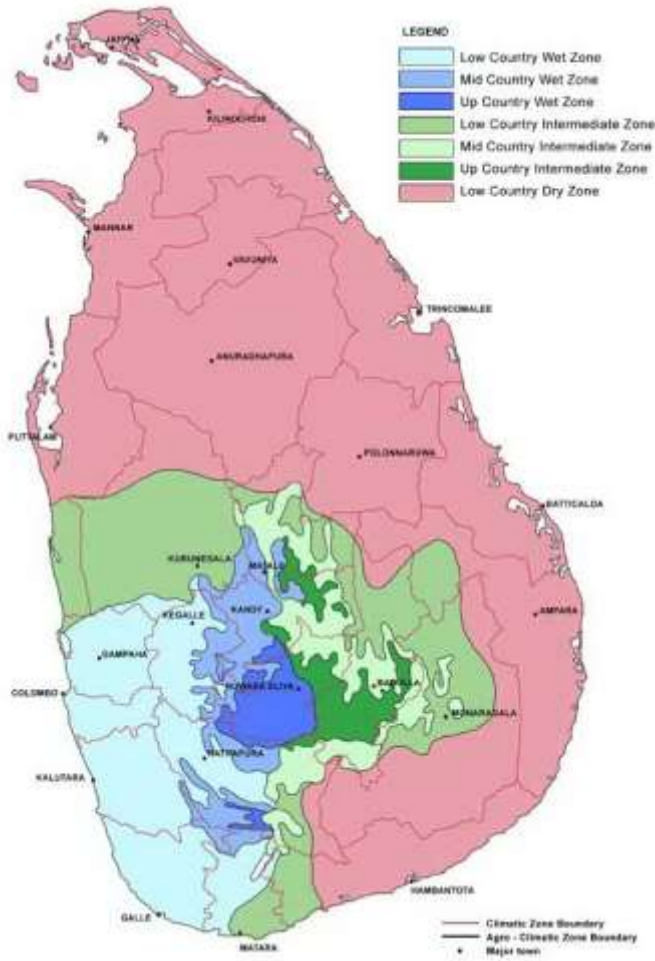 JAFFNA
LEGEND
Low Country Wet Zone
Mid Country Wet Zone
Up Country Wet Zone
Low Country Intermediate Zone
Mid Country Intermediate Zone
Up Country Intermediate Zone
Low Country Dry Zone
KILINOCHCHI
MANNAR
VAVUNIYA
TRINCOMALEE
ANURADHAPURA
PUTTALAM
POLONNARUWA
BATTICALOA
KURUNEGALA
MATALE
KANDY
KEGALLE
AMPARA
GAMPAHA
COLOMBO
NUWARA ELIYA
BADULLA
MONARAGALA
RATNAPURA
KALUTARA
HAMBANTOTA
GALLE
MATARA
Climatic Zone Boundary
Agro - Climatic Zone Boundary
Major town